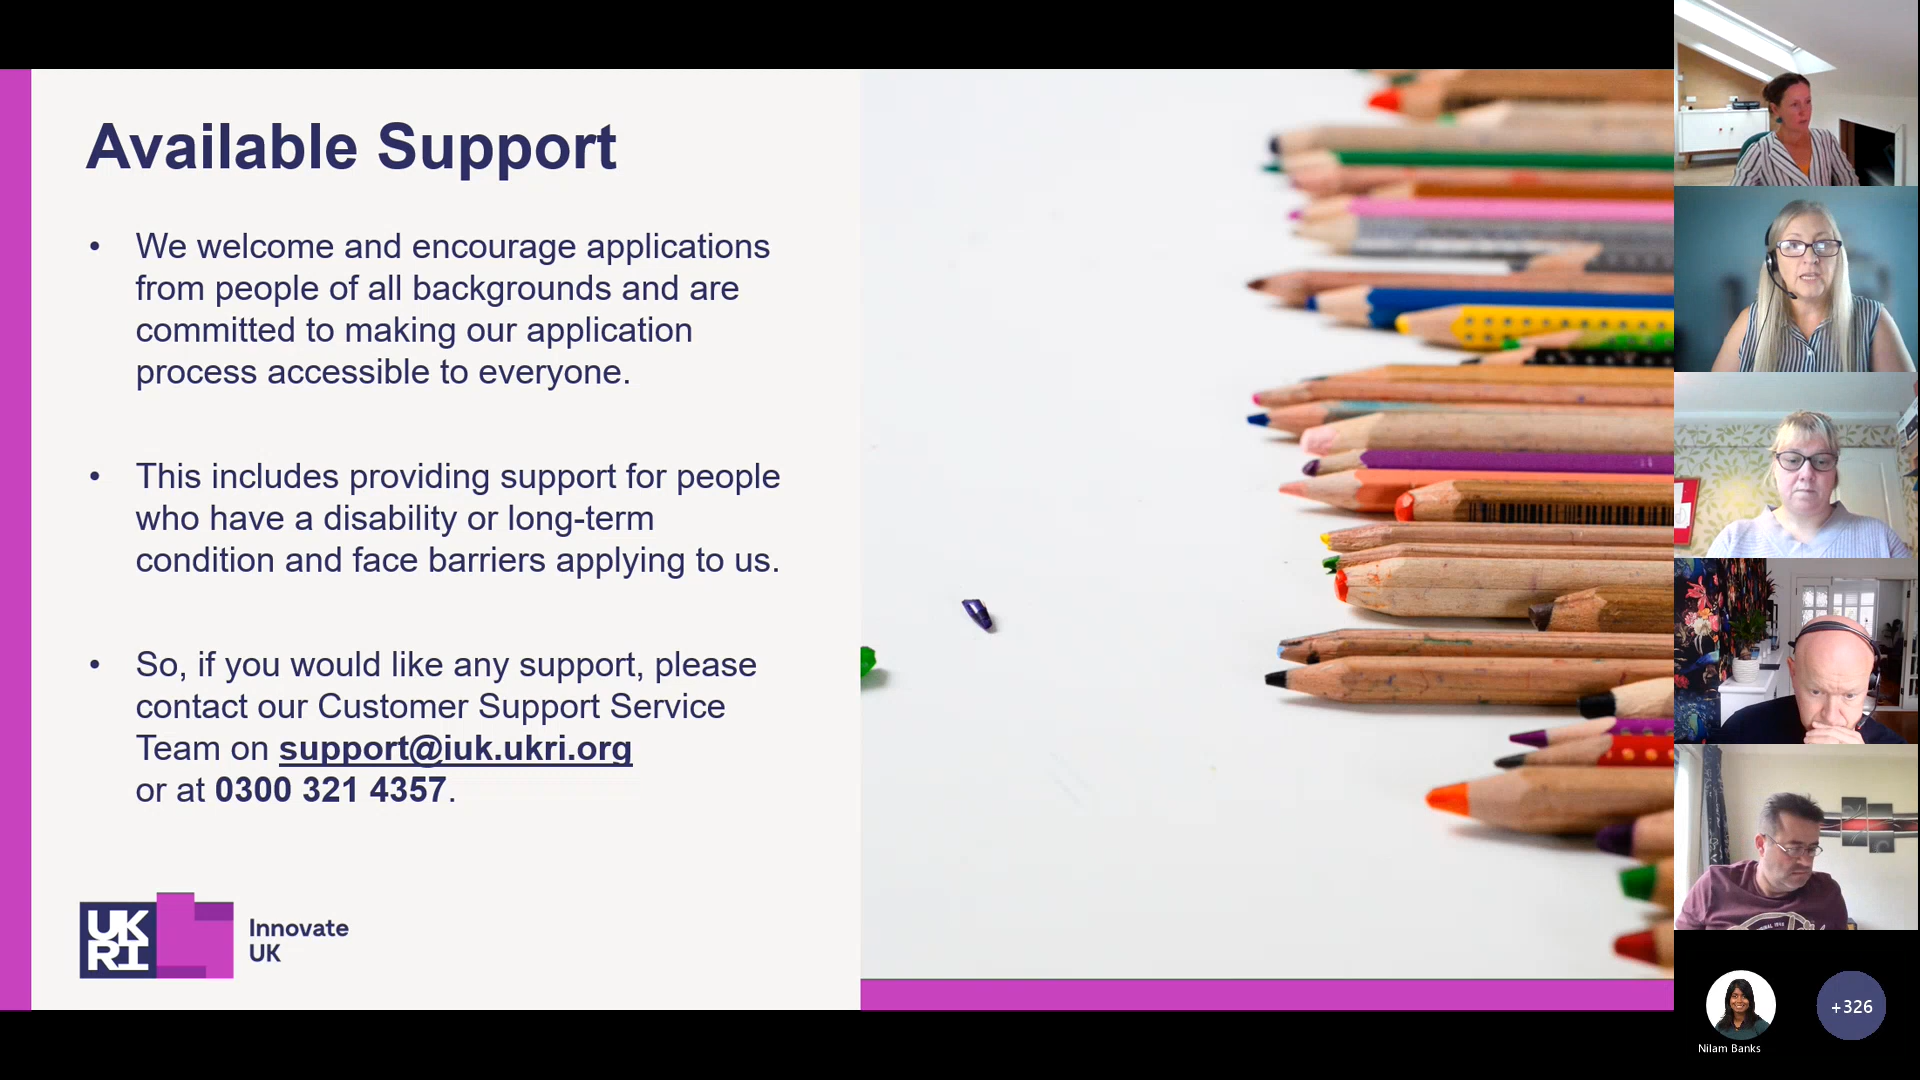 Available Support
• We welcome and encourage applications
from people of all backgrounds and are
committed to making our application
process accessible to everyone.
• This includes providing support for people
who have a disability or long-term
condition and face barriers applying to us.
• So, if you would like any support, please
contact our Customer Support Service
Team on support@iuk.ukri.org
or at 0300 321 4357.
UK
RI
Innovate
UK
Nilam Banks
+326